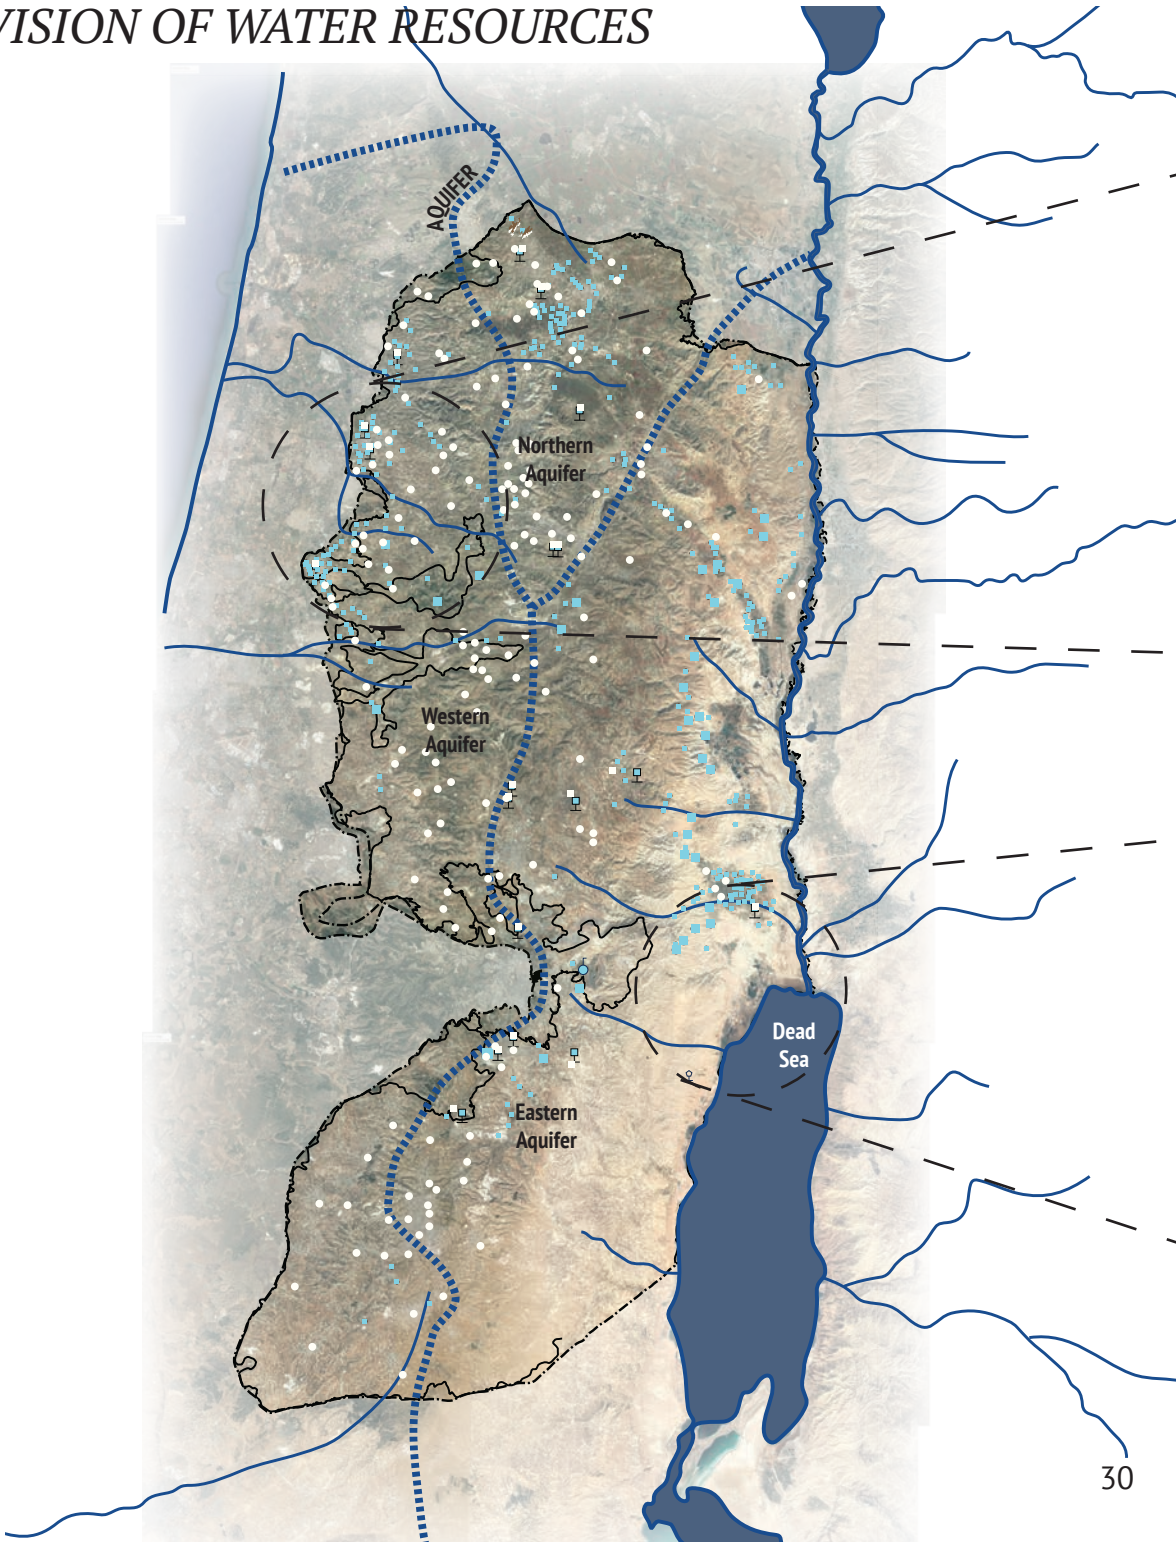 VISION OF WATER RESOURCES
AQUIFER
Northern
Aquifer
Western
Aquifer
Dead
Sea
Eastern
Aquifer
30